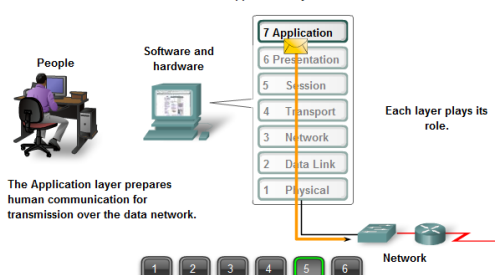 7 Application
6 Presentation
5 Session
4 Transport
3 Network
2 Data Link
1 Physical
People
Software and
hardware
Each layer plays its
role.
The Application layer prepares
human communication for
transmission over the data network.
Network
1 2 3 4 5 6